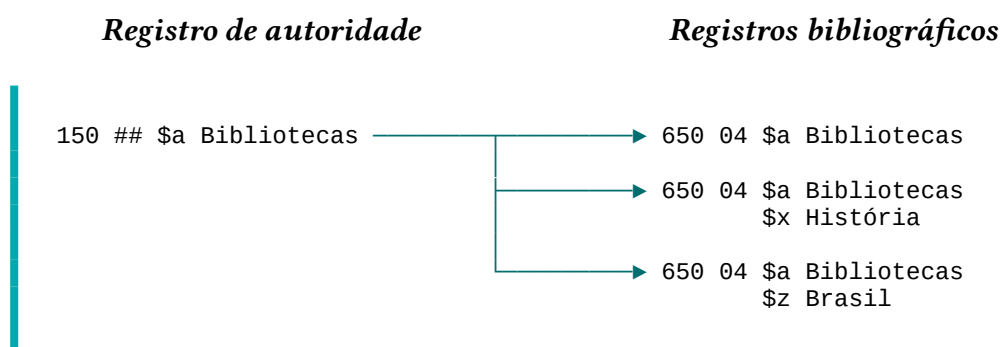 Registro de autoridade
Registros bibliográficos
150 ## $a Bibliotecas
650 04 $a Bibliotecas
650 04 $a Bibliotecas
$x História
650 04 $a Bibliotecas
$z Brasil